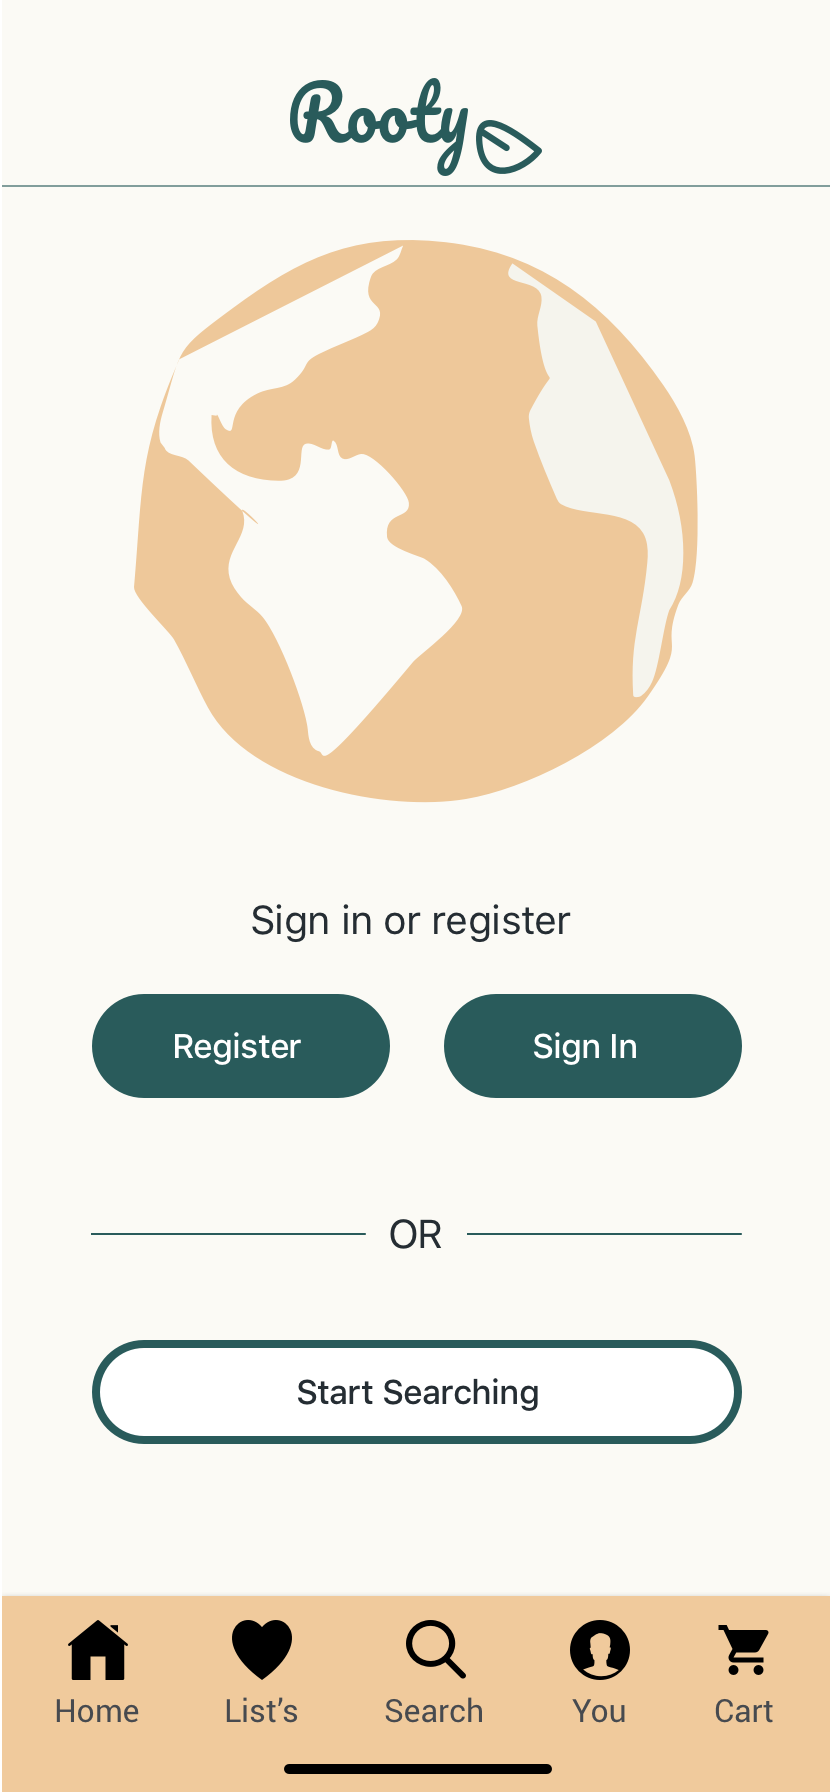 Rooty
Sign in or register
Register
Sign In
OR
Start Searching
Home
List’s
Search
You
Cart